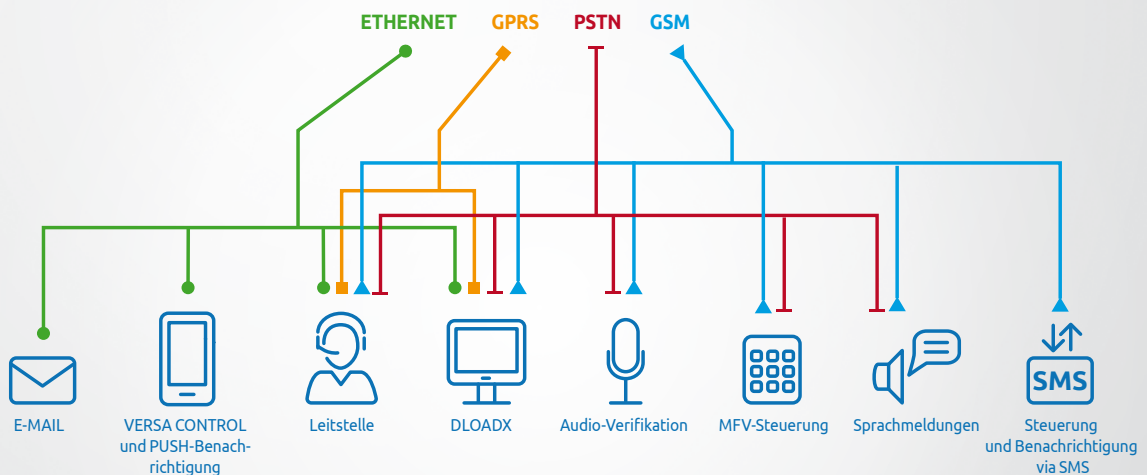 ETHERNET GPRS PSTN GSM
SMS
E-MAIL
VERSA CONTROL
und PUSH-Benach-
richtigung
Leitstelle
DLOADX
Audio-Verifikation
MFV-Steuerung
Sprachmeldungen
Steuerung
und Benachrichtigung
via SMS